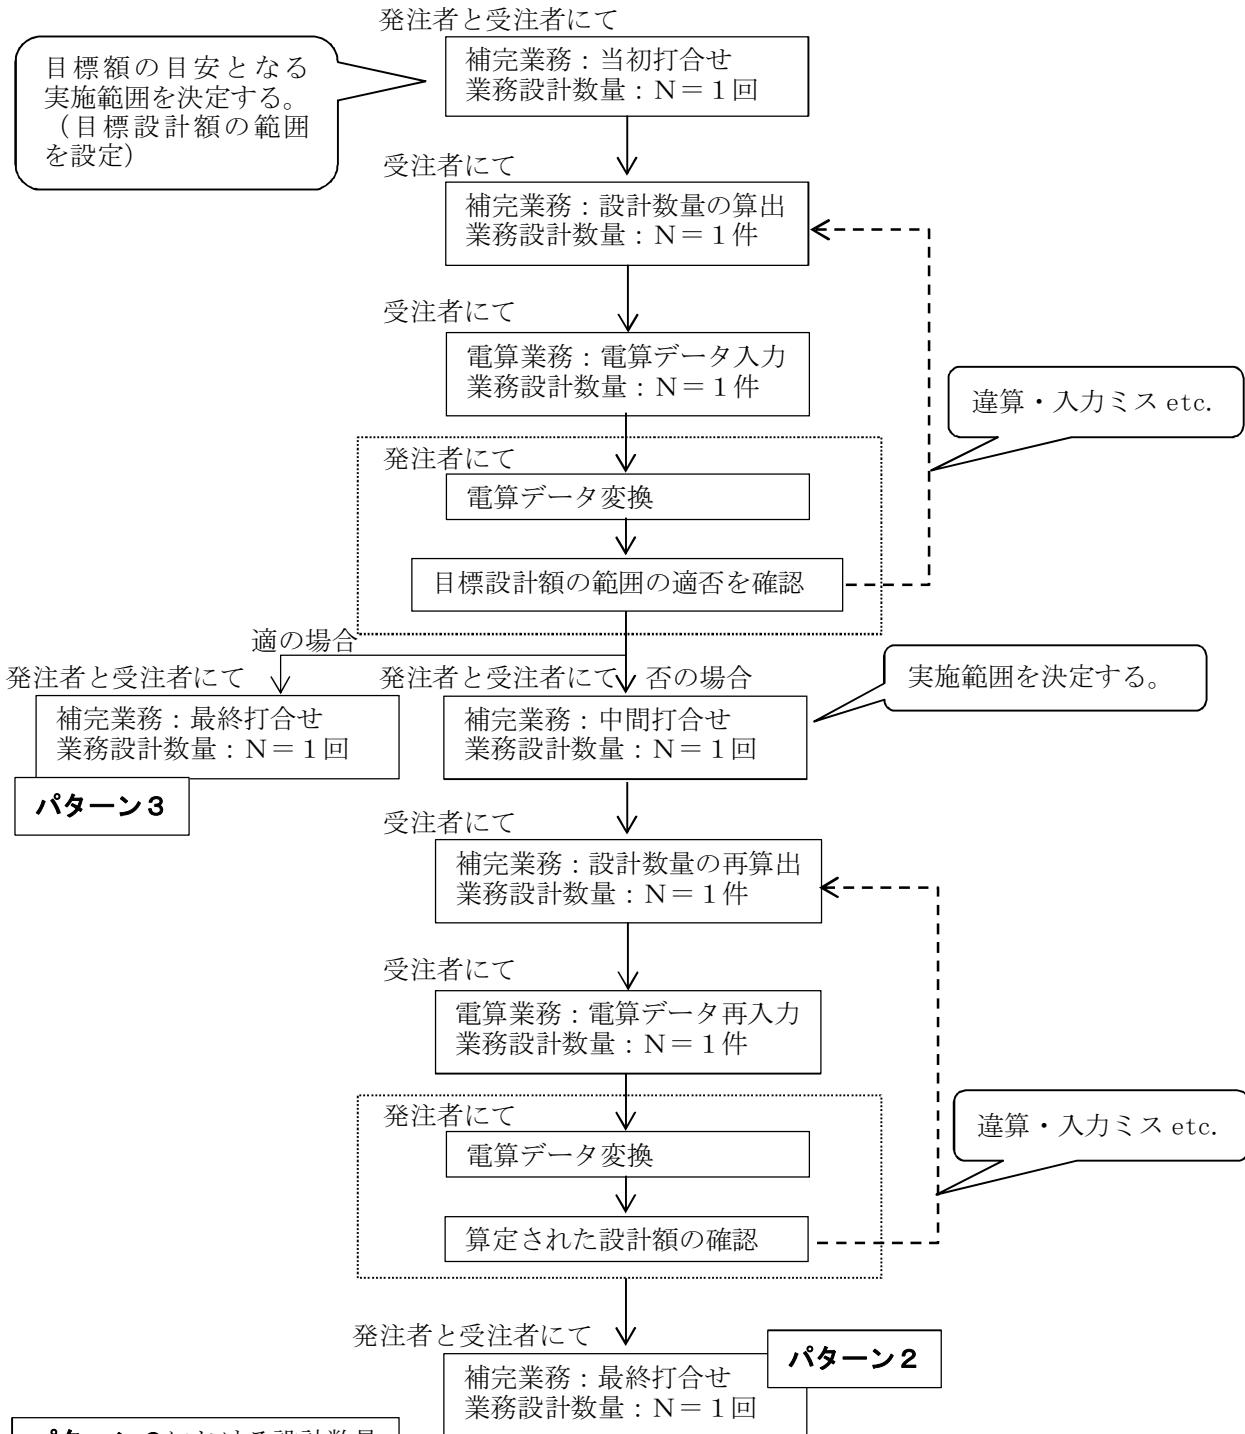 発注者と受注者にて
目標額の目安となる
実施範囲を決定する。
（目標設計額の範囲
を設定）
補完業務：当初打合せ
業務設計数量：Ｎ＝１回
受注者にて
補完業務：設計数量の算出
業務設計数量：Ｎ＝１件
受注者にて
電算業務：電算データ入力
業務設計数量：Ｎ＝１件
違算・入力ミス etc.
発注者にて
電算データ変換
目標設計額の範囲の適否を確認
適の場合
発注者と受注者にて
補完業務：最終打合せ
業務設計数量：Ｎ＝１回
パターン３
発注者と受注者にて
否の場合
補完業務：中間打合せ
業務設計数量：Ｎ＝１回
実施範囲を決定する。
受注者にて
補完業務：設計数量の再算出
業務設計数量：Ｎ＝１件
受注者にて
電算業務：電算データ再入力
業務設計数量：Ｎ＝１件
発注者にて
電算データ変換
算定された設計額の確認
違算・入力ミス etc.
発注者と受注者にて
パターン２
補完業務：最終打合せ
業務設計数量：Ｎ＝１回